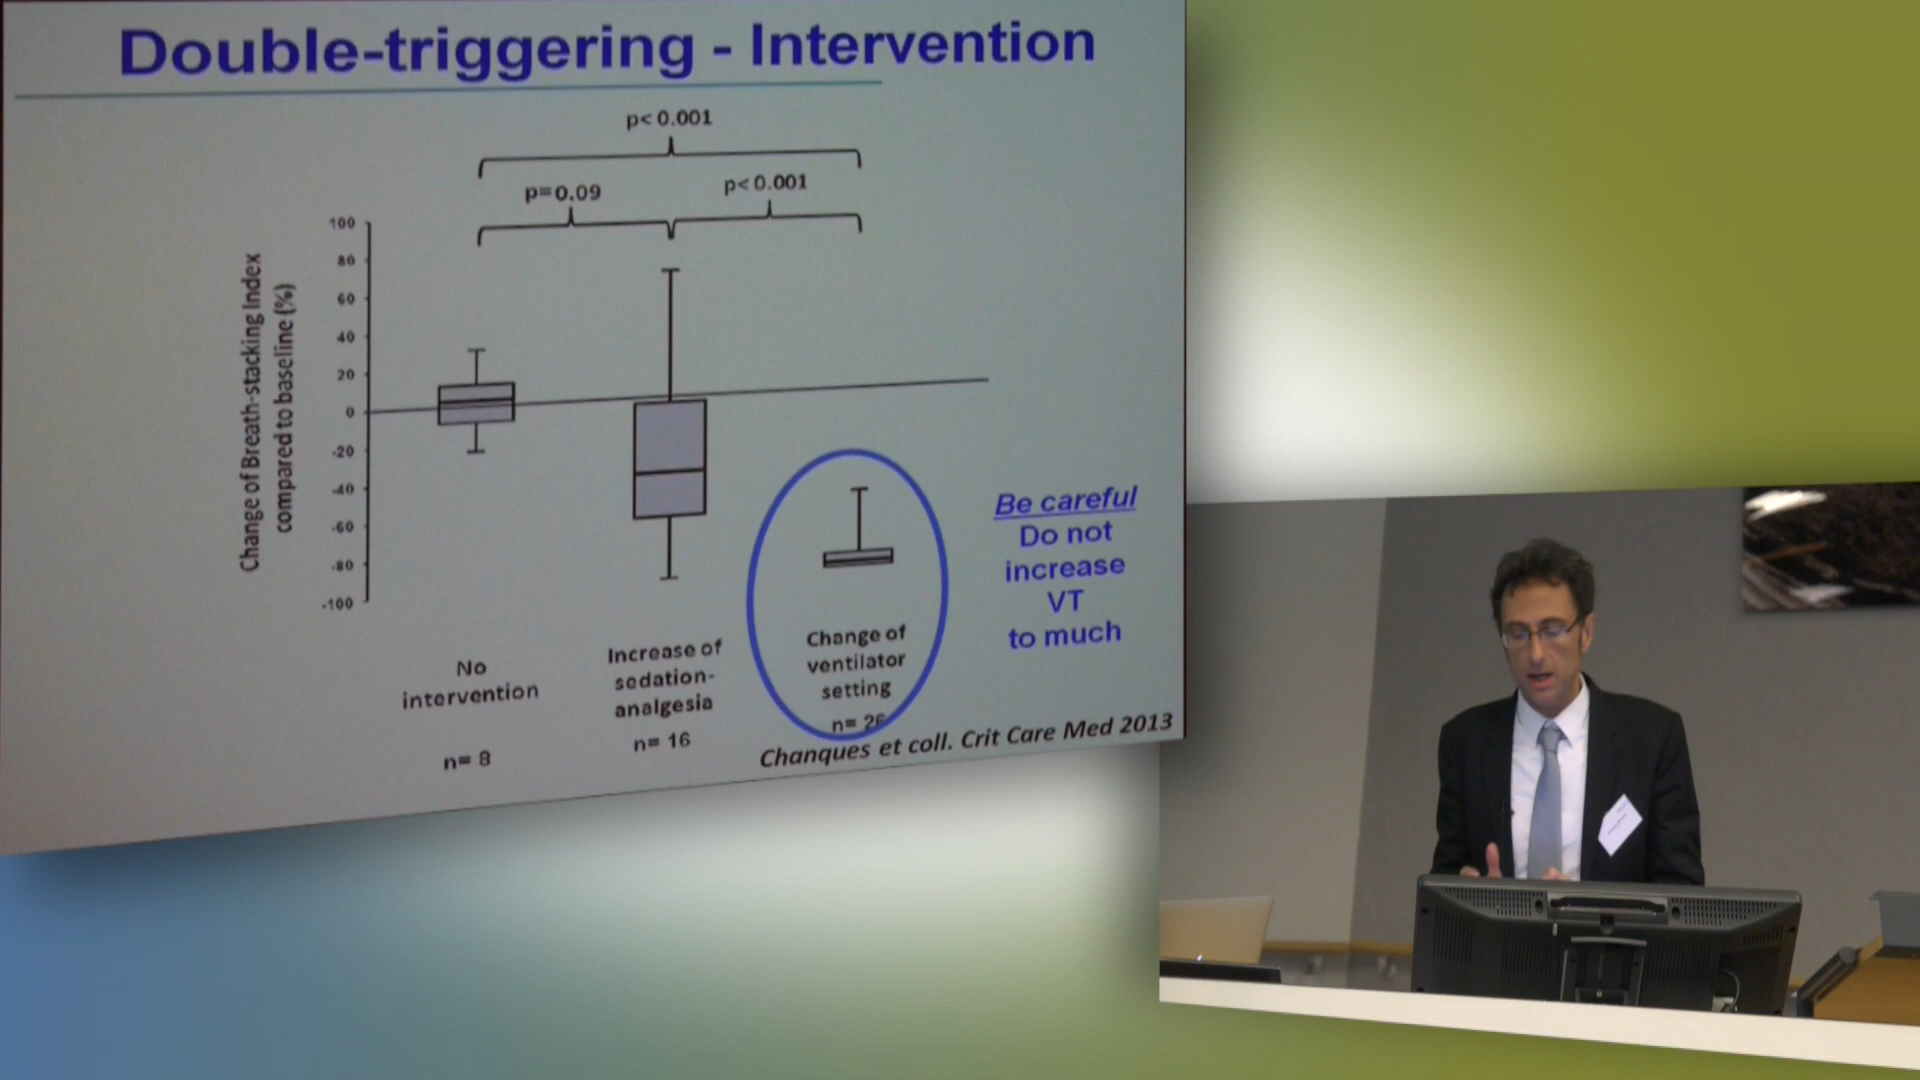 Double-triggering - Intervention
p< 0.001
p= 0.09
p< 0.001
Change of Breath-stacking Index
compared to baseline (%)
100
80
60
40
20
0
-20
-40
-60
-80
-100
No
intervention
n= 8
Increase of
sedation-
analgesia
n= 16
Change of
ventilator
setting
n= 26
Be careful
Do not
increase
VT
to much
Chanques et coll. Crit Care Med 2013